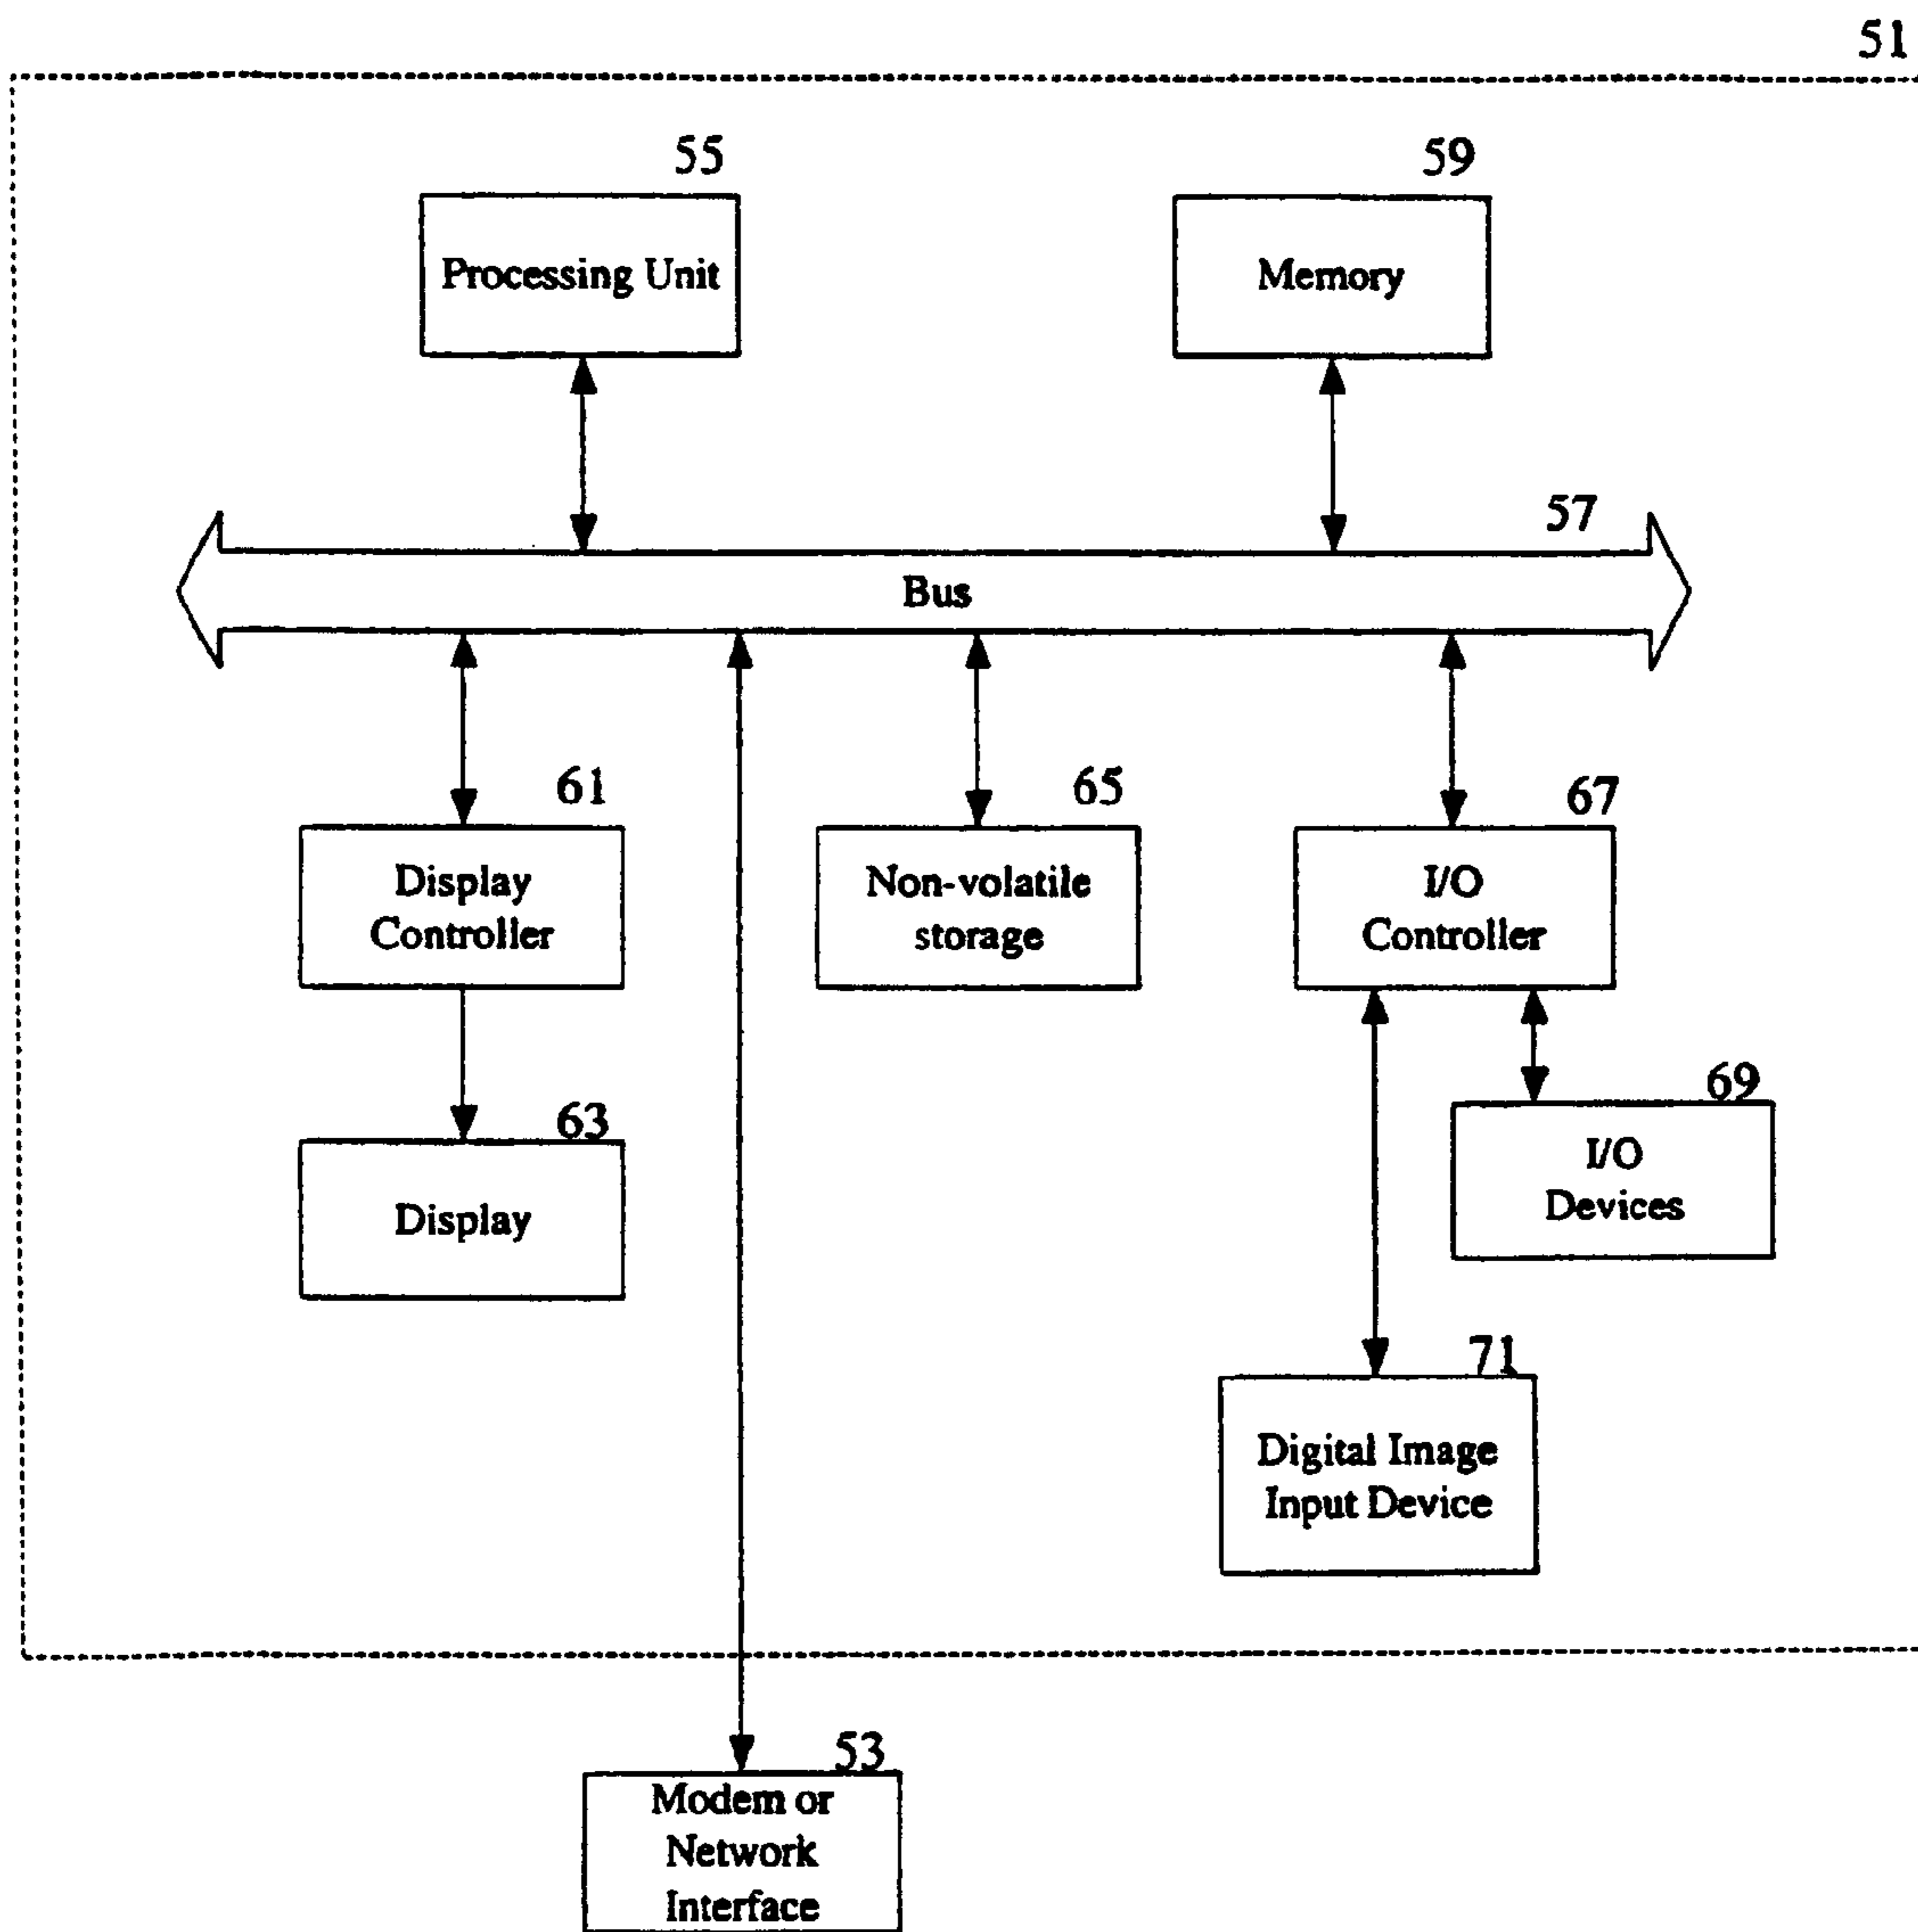 51
55
59
Processing Unit
Memory
57
Bus
61
65
67
Display
Controller
Non-volatile
storage
I/O
Controller
69
63
I/O
Devices
Display
71
Digital Image
Input Device
53
Modem or
Network
Interface